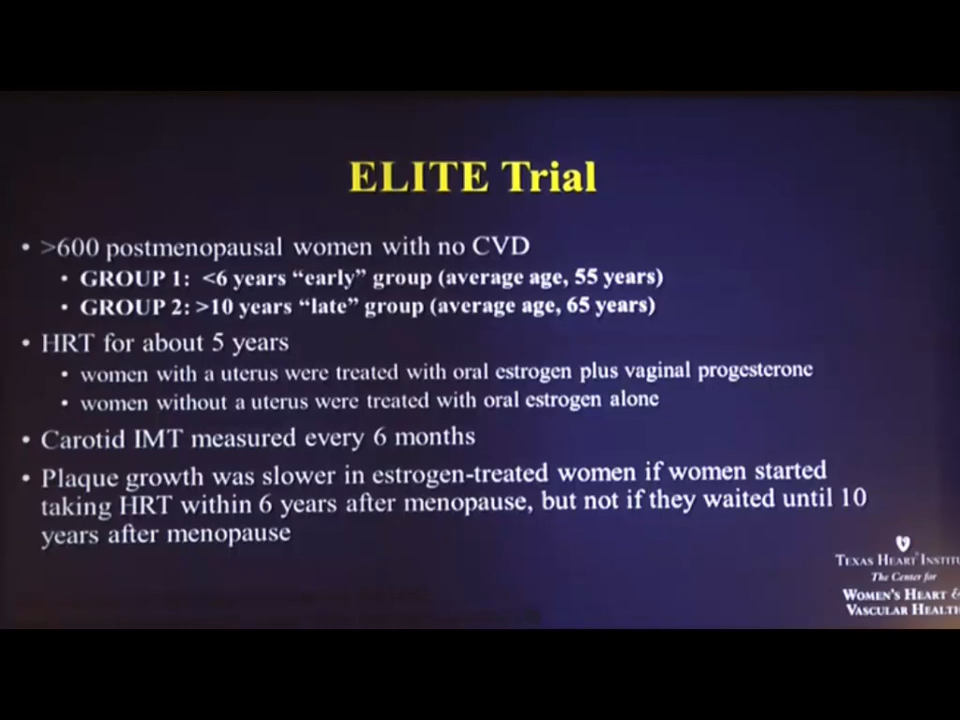 ELITE Trial
• >600 postmenopausal women with no CVD
• GROUP 1: <6 years “early” group (average age, 55 years)
• GROUP 2: >10 years “late” group (average age, 65 years)
• HRT for about 5 years
• women with a uterus were treated with oral estrogen plus vaginal progesterone
• women without a uterus were treated with oral estrogen alone
• Carotid IMT measured every 6 months
• Plaque growth was slower in estrogen-treated women if women started
taking HRT within 6 years after menopause, but not if they waited until 10
years after menopause
TEXAS HEART INSTITU
The Center for
WOMEN'S HEART &
VASCULAR HEALTH